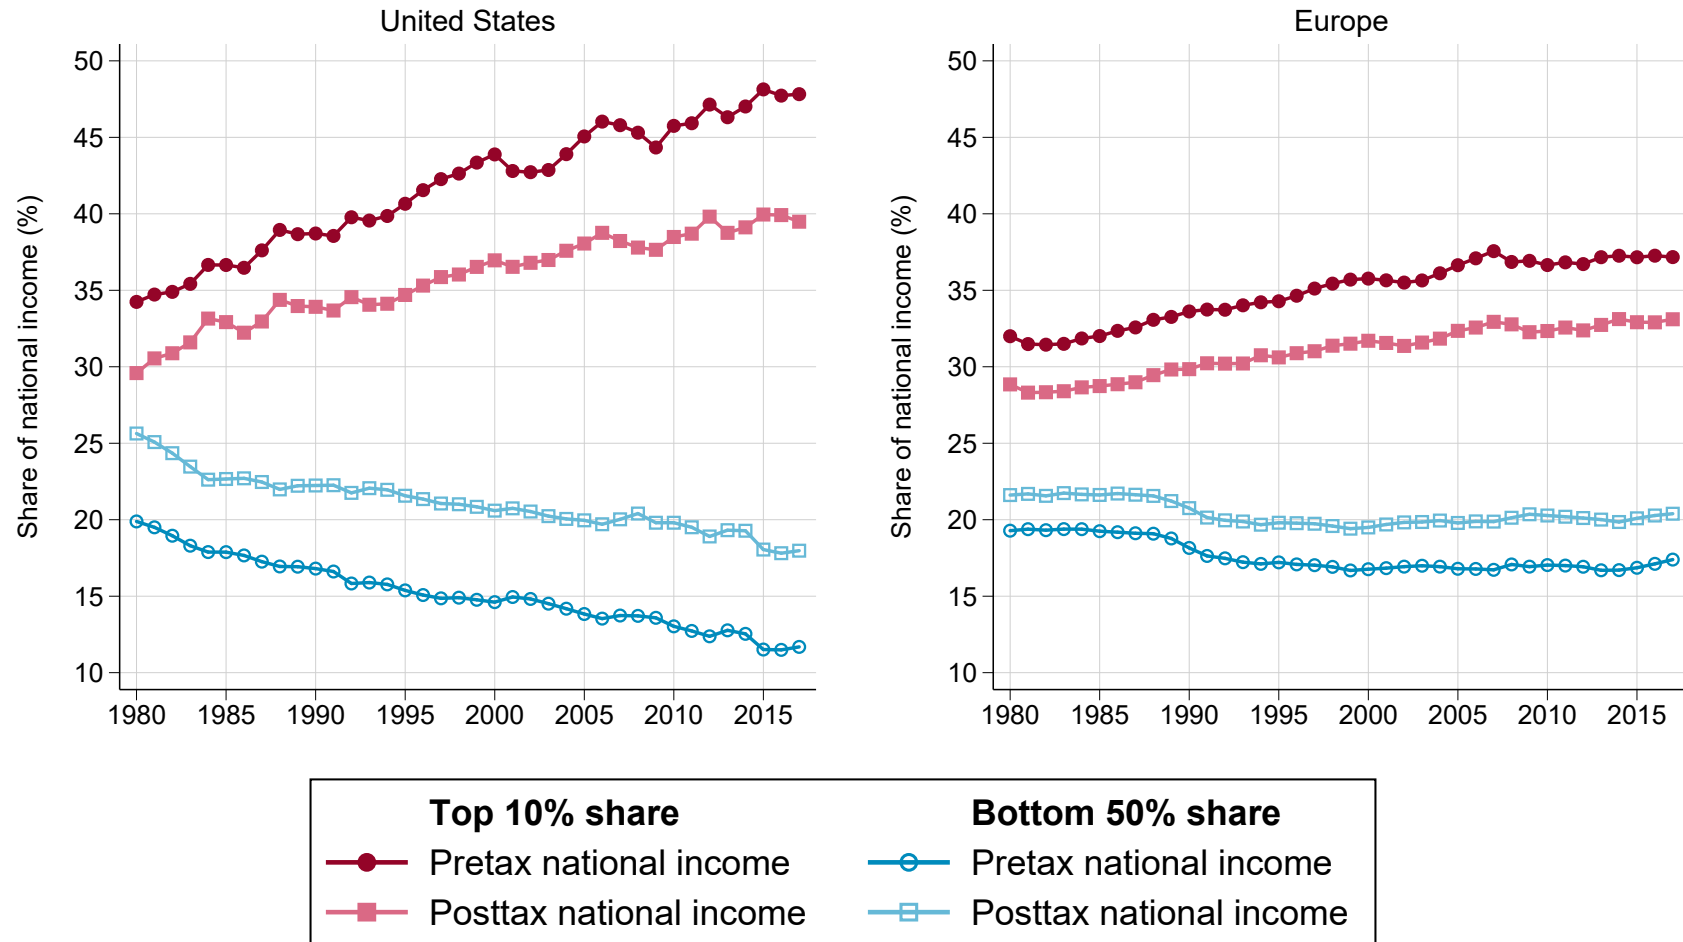 United States
Europe
Share of national income (%)
50
45
40
35
30
25
20
15
10
1980 1985 1990 1995 2000 2005 2010 2015
Share of national income (%)
50
45
40
35
30
25
20
15
10
1980 1985 1990 1995 2000 2005 2010 2015
Top 10% share
Pretax national income
Posttax national income
Bottom 50% share
Pretax national income
Posttax national income